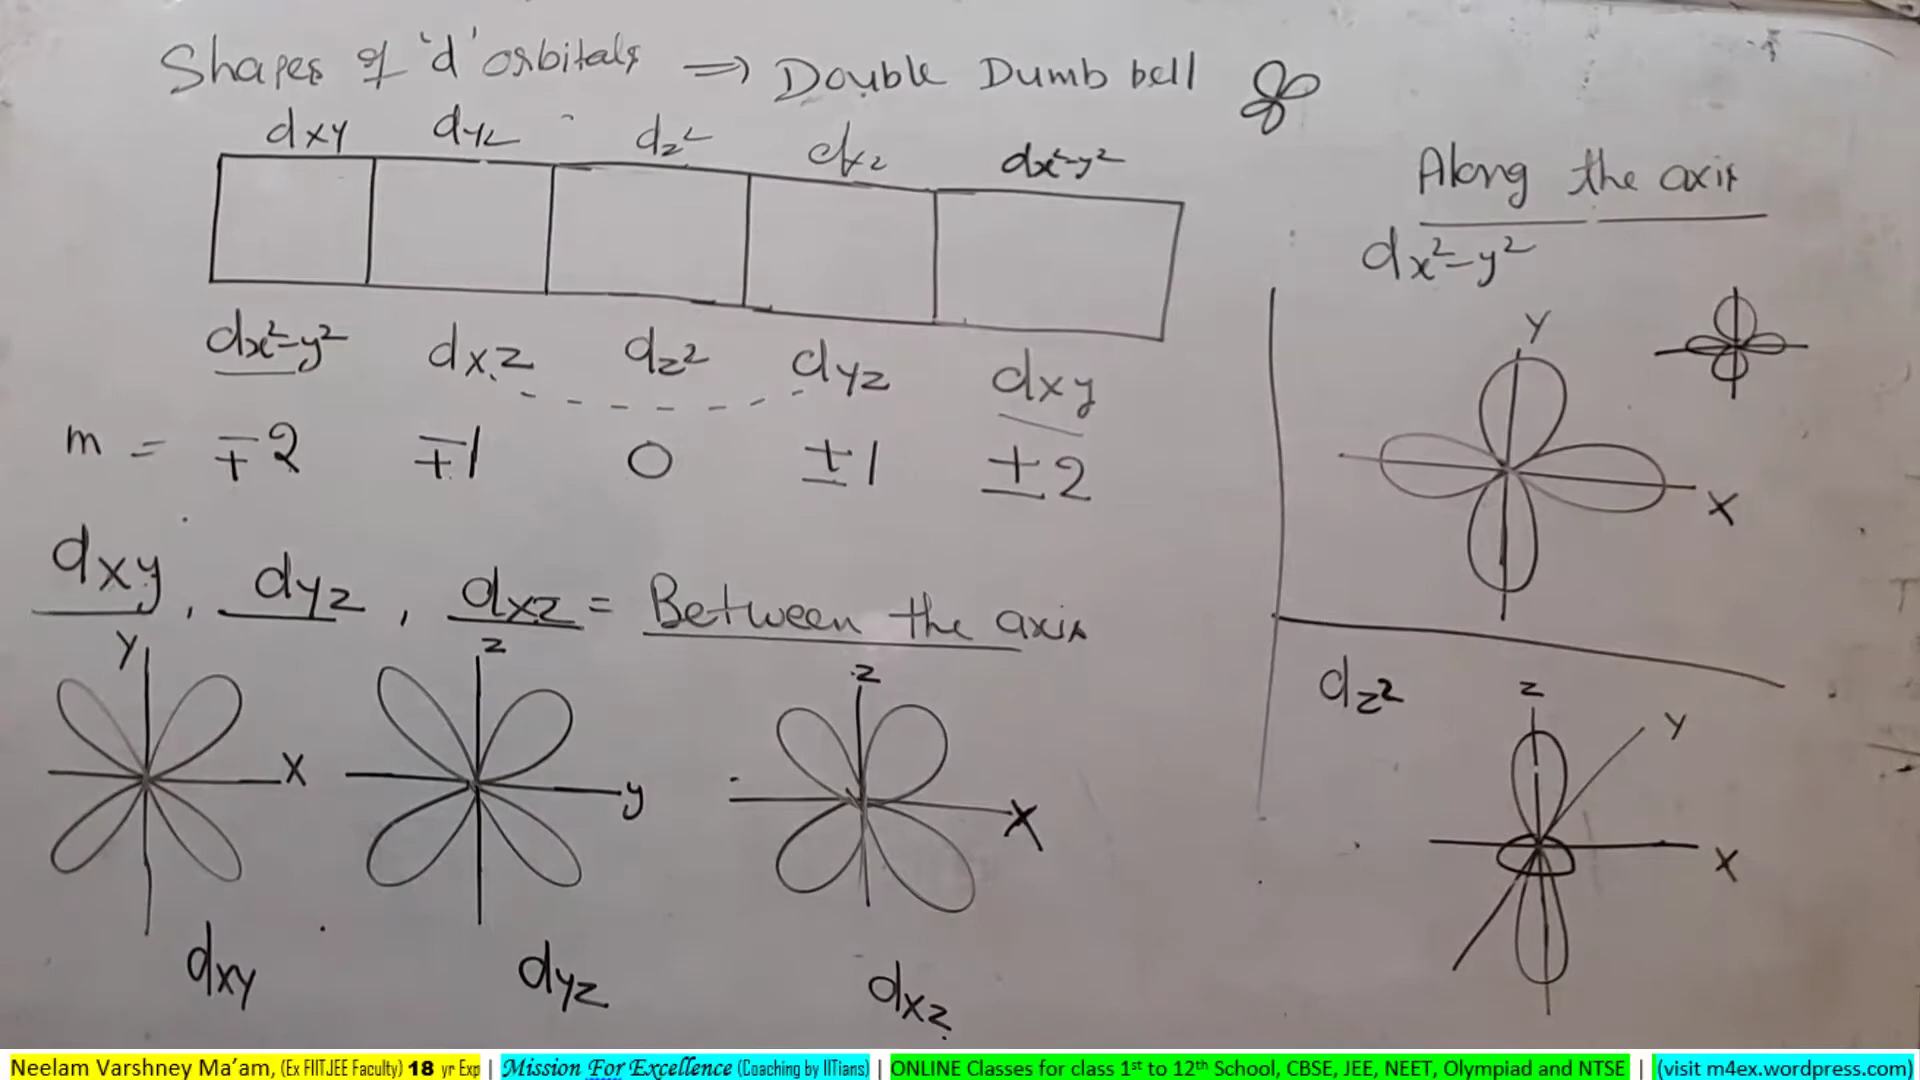 Shapes of 'd' orbitals ⇒ Double Dumb bell
dxy dyz dz² dxz dx²-y²
dx²-y² dxz dz² dyz dxy
m = ∓2 ∓1 0 ±1 ±2
dxy, dyz, dxz = Between the axis
Y X
z y
z X
dxy dyz dxz
Along the axis
dx²-y²
Y
X
dz²
z
Y
X
Neelam Varshney Ma'am, (Ex FIITJEE Faculty) 18 yr Exp | Mission For Excellence (Coaching by IITians) | ONLINE Classes for class 1st to 12th School, CBSE, JEE, NEET, Olympiad and NTSE | (visit m4ex.wordpress.com)